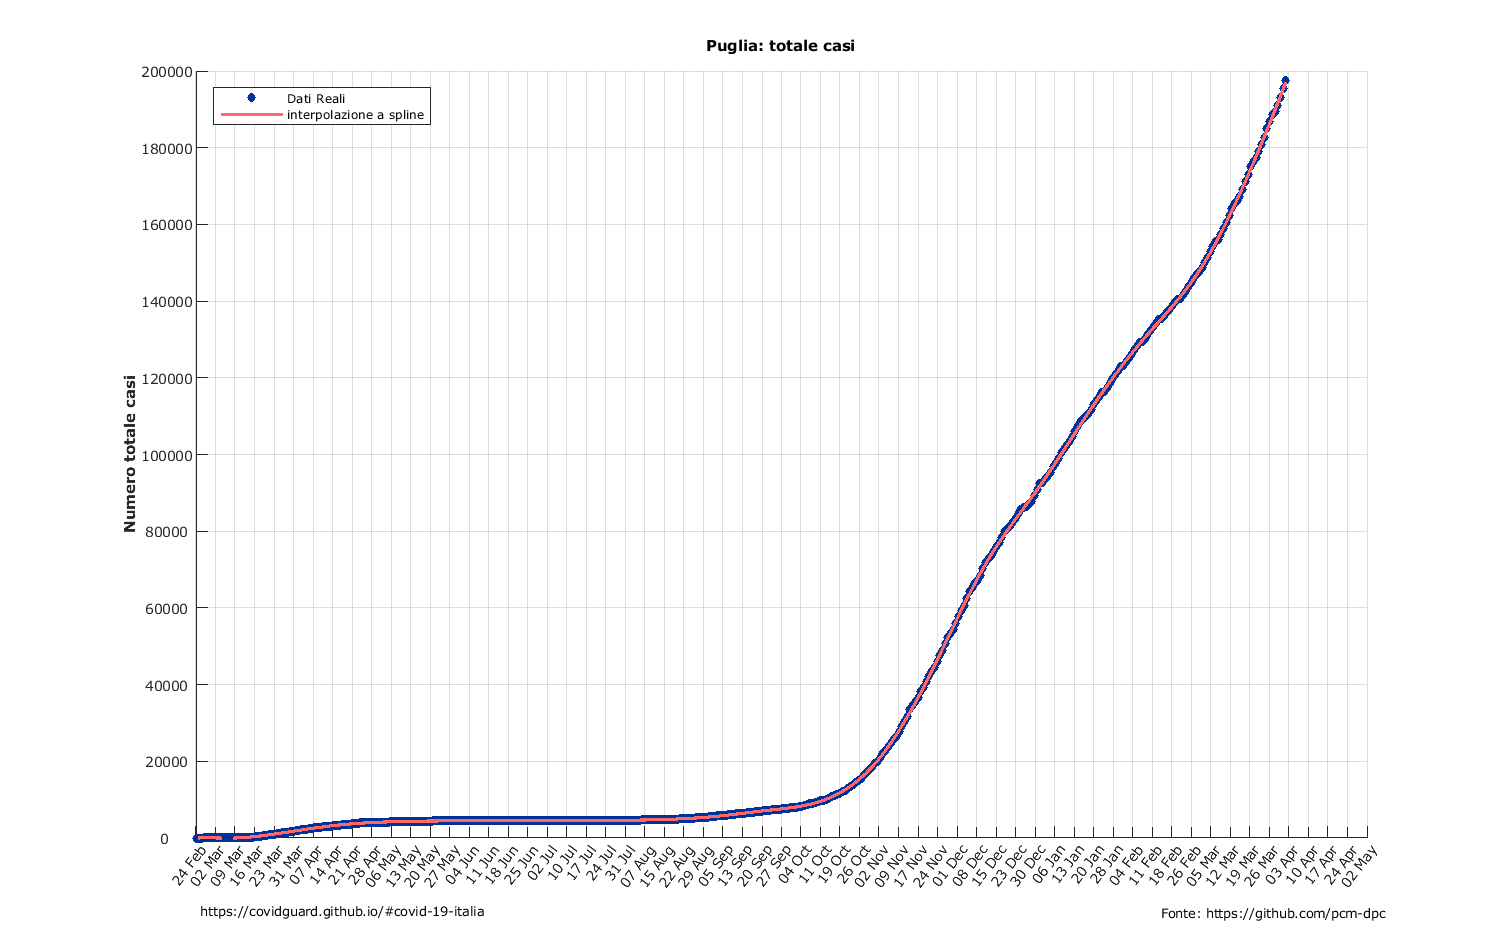 Puglia: totale casi
Dati Reali
interpolazione a spline
Numero totale casi
200000
180000
160000
140000
120000
100000
80000
60000
40000
20000
0
24 Feb
02 Mar
09 Mar
16 Mar
23 Mar
31 Mar
07 Apr
14 Apr
21 Apr
28 Apr
06 May
13 May
20 May
27 May
04 Jun
11 Jun
18 Jun
25 Jun
02 Jul
10 Jul
17 Jul
24 Jul
31 Jul
07 Aug
15 Aug
22 Aug
29 Aug
05 Sep
13 Sep
20 Sep
27 Sep
04 Oct
11 Oct
19 Oct
26 Oct
02 Nov
09 Nov
17 Nov
24 Nov
01 Dec
08 Dec
15 Dec
23 Dec
30 Dec
06 Jan
13 Jan
20 Jan
28 Jan
04 Feb
11 Feb
18 Feb
26 Feb
05 Mar
12 Mar
19 Mar
26 Mar
03 Apr
10 Apr
17 Apr
24 Apr
02 May
https://covidguard.github.io/#covid-19-italia
Fonte: https://github.com/pcm-dpc